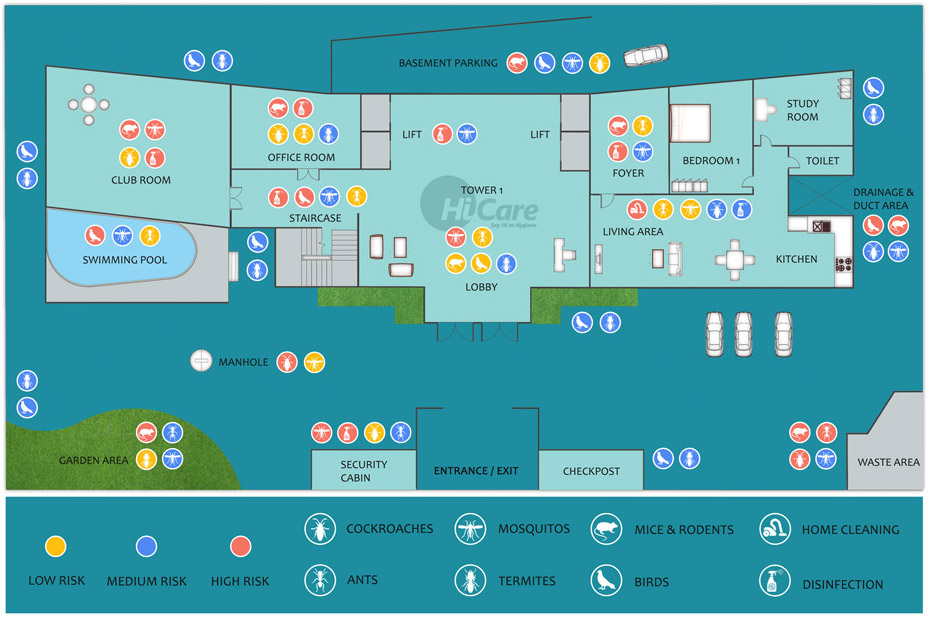 BASEMENT PARKING
STUDY
ROOM
LIFT
LIFT
OFFICE ROOM
BEDROOM 1
TOILET
FOYER
CLUB ROOM
TOWER 1
HiCare
Say Hi to Hygiene
DRAINAGE &
DUCT AREA
STAIRCASE
LIVING AREA
SWIMMING POOL
KITCHEN
LOBBY
MANHOLE
GARDEN AREA
SECURITY
CABIN
ENTRANCE / EXIT
CHECKPOST
WASTE AREA
LOW RISK
MEDIUM RISK
HIGH RISK
COCKROACHES
MOSQUITOS
MICE & RODENTS
HOME CLEANING
ANTS
TERMITES
BIRDS
DISINFECTION